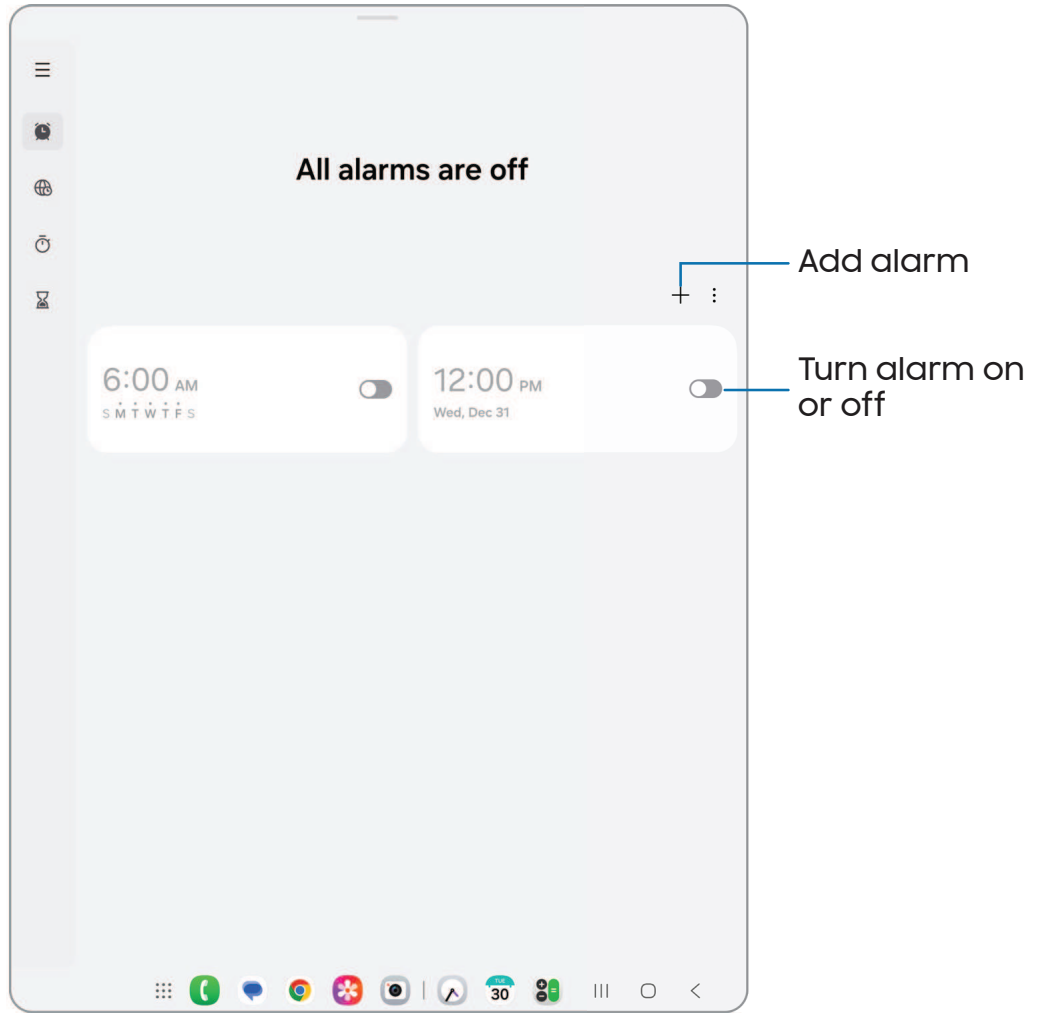 All alarms are off
Add alarm
6:00 AM
S M T W T F S
12:00 PM
Wed, Dec 31
Turn alarm on
or off
TUE
30